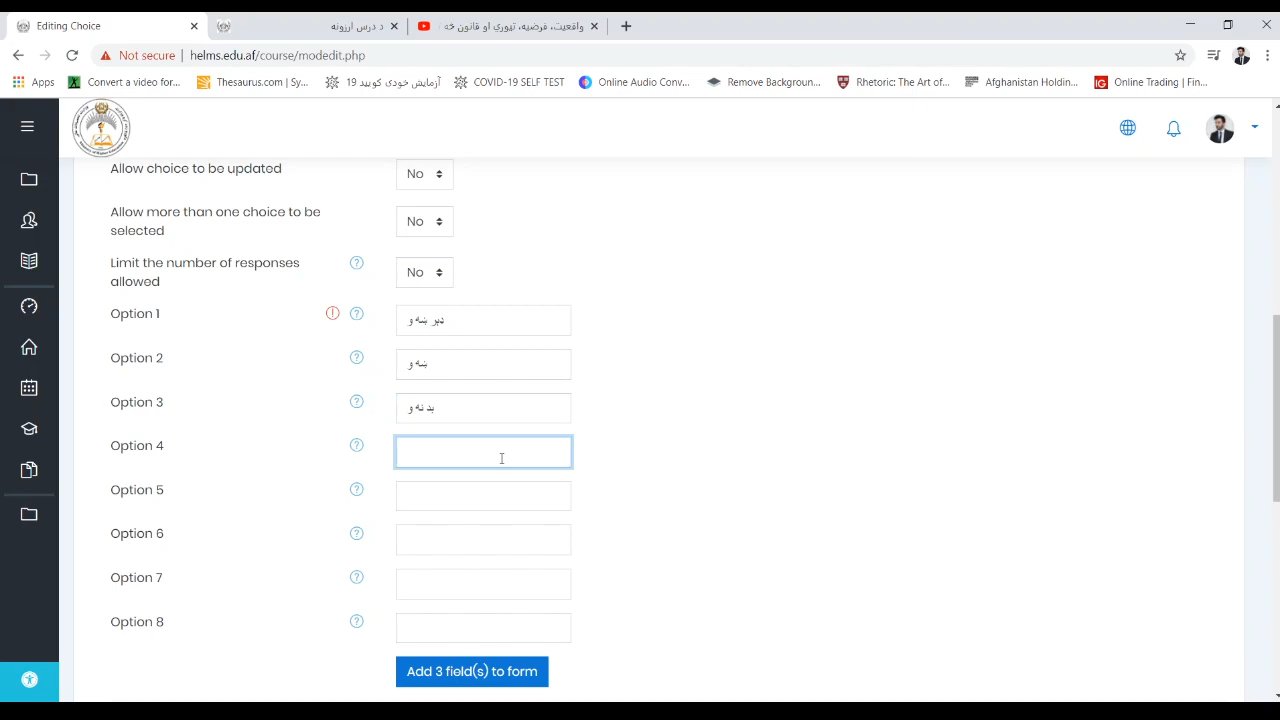 Editing Choice
د درس ارزونه
واقعیت، فرضیه، تیوري او قانون څه
Not secure
helms.edu.af/course/modedit.php
Apps
Convert a video for...
Thesaurus.com | Sy...
آزمایش خودی کووید 19
COVID-19 SELF TEST
Online Audio Conv...
Remove Backgroun...
Rhetoric: The Art of...
Afghanistan Holdin...
Online Trading | Fin...
Allow choice to be updated
No
Allow more than one choice to be
selected
No
Limit the number of responses
allowed
No
Option 1
ډېر ښه و
Option 2
ښه و
Option 3
بد نه و
Option 4
Option 5
Option 6
Option 7
Option 8
Add 3 field(s) to form